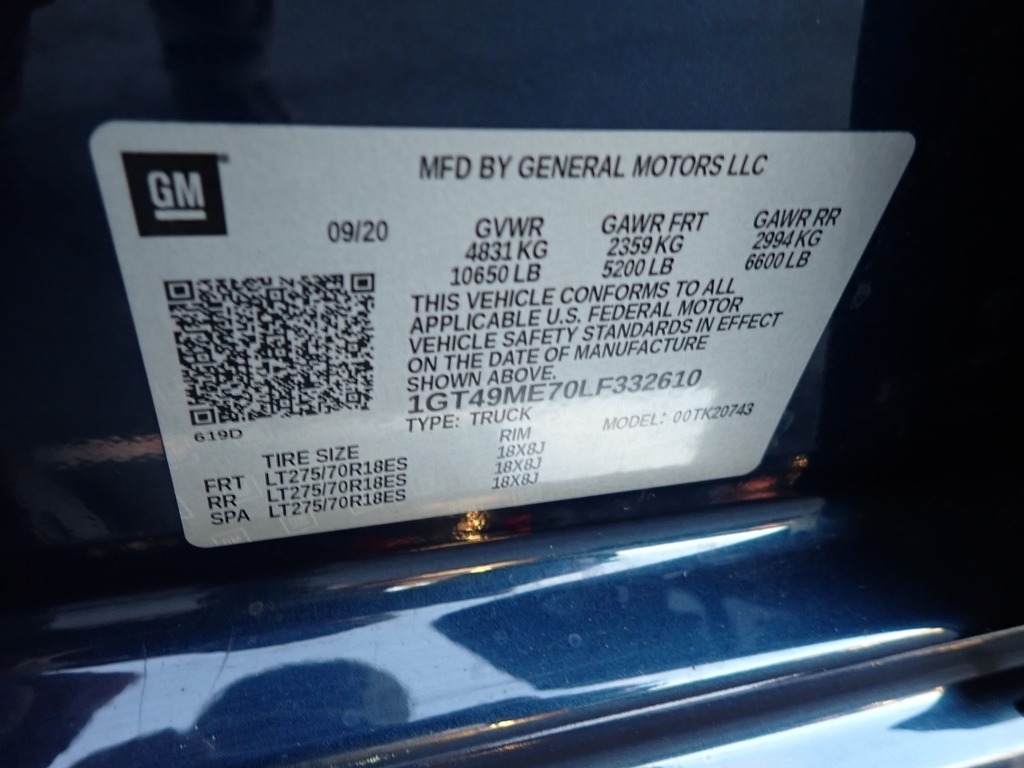 GM
MFD BY GENERAL MOTORS LLC
09/20
GVWR
4831 KG
10650 LB
GAWR FRT
2359 KG
5200 LB
GAWR RR
2994 KG
6600 LB
THIS VEHICLE CONFORMS TO ALL
APPLICABLE U.S. FEDERAL MOTOR
VEHICLE SAFETY STANDARDS IN EFFECT
ON THE DATE OF MANUFACTURE
SHOWN ABOVE.
1GT49ME70LF332610
TYPE: TRUCK MODEL: 00TK20743
619D
TIRE SIZE RIM
FRT LT275/70R18ES 18X8J
RR LT275/70R18ES 18X8J
SPA LT275/70R18ES 18X8J